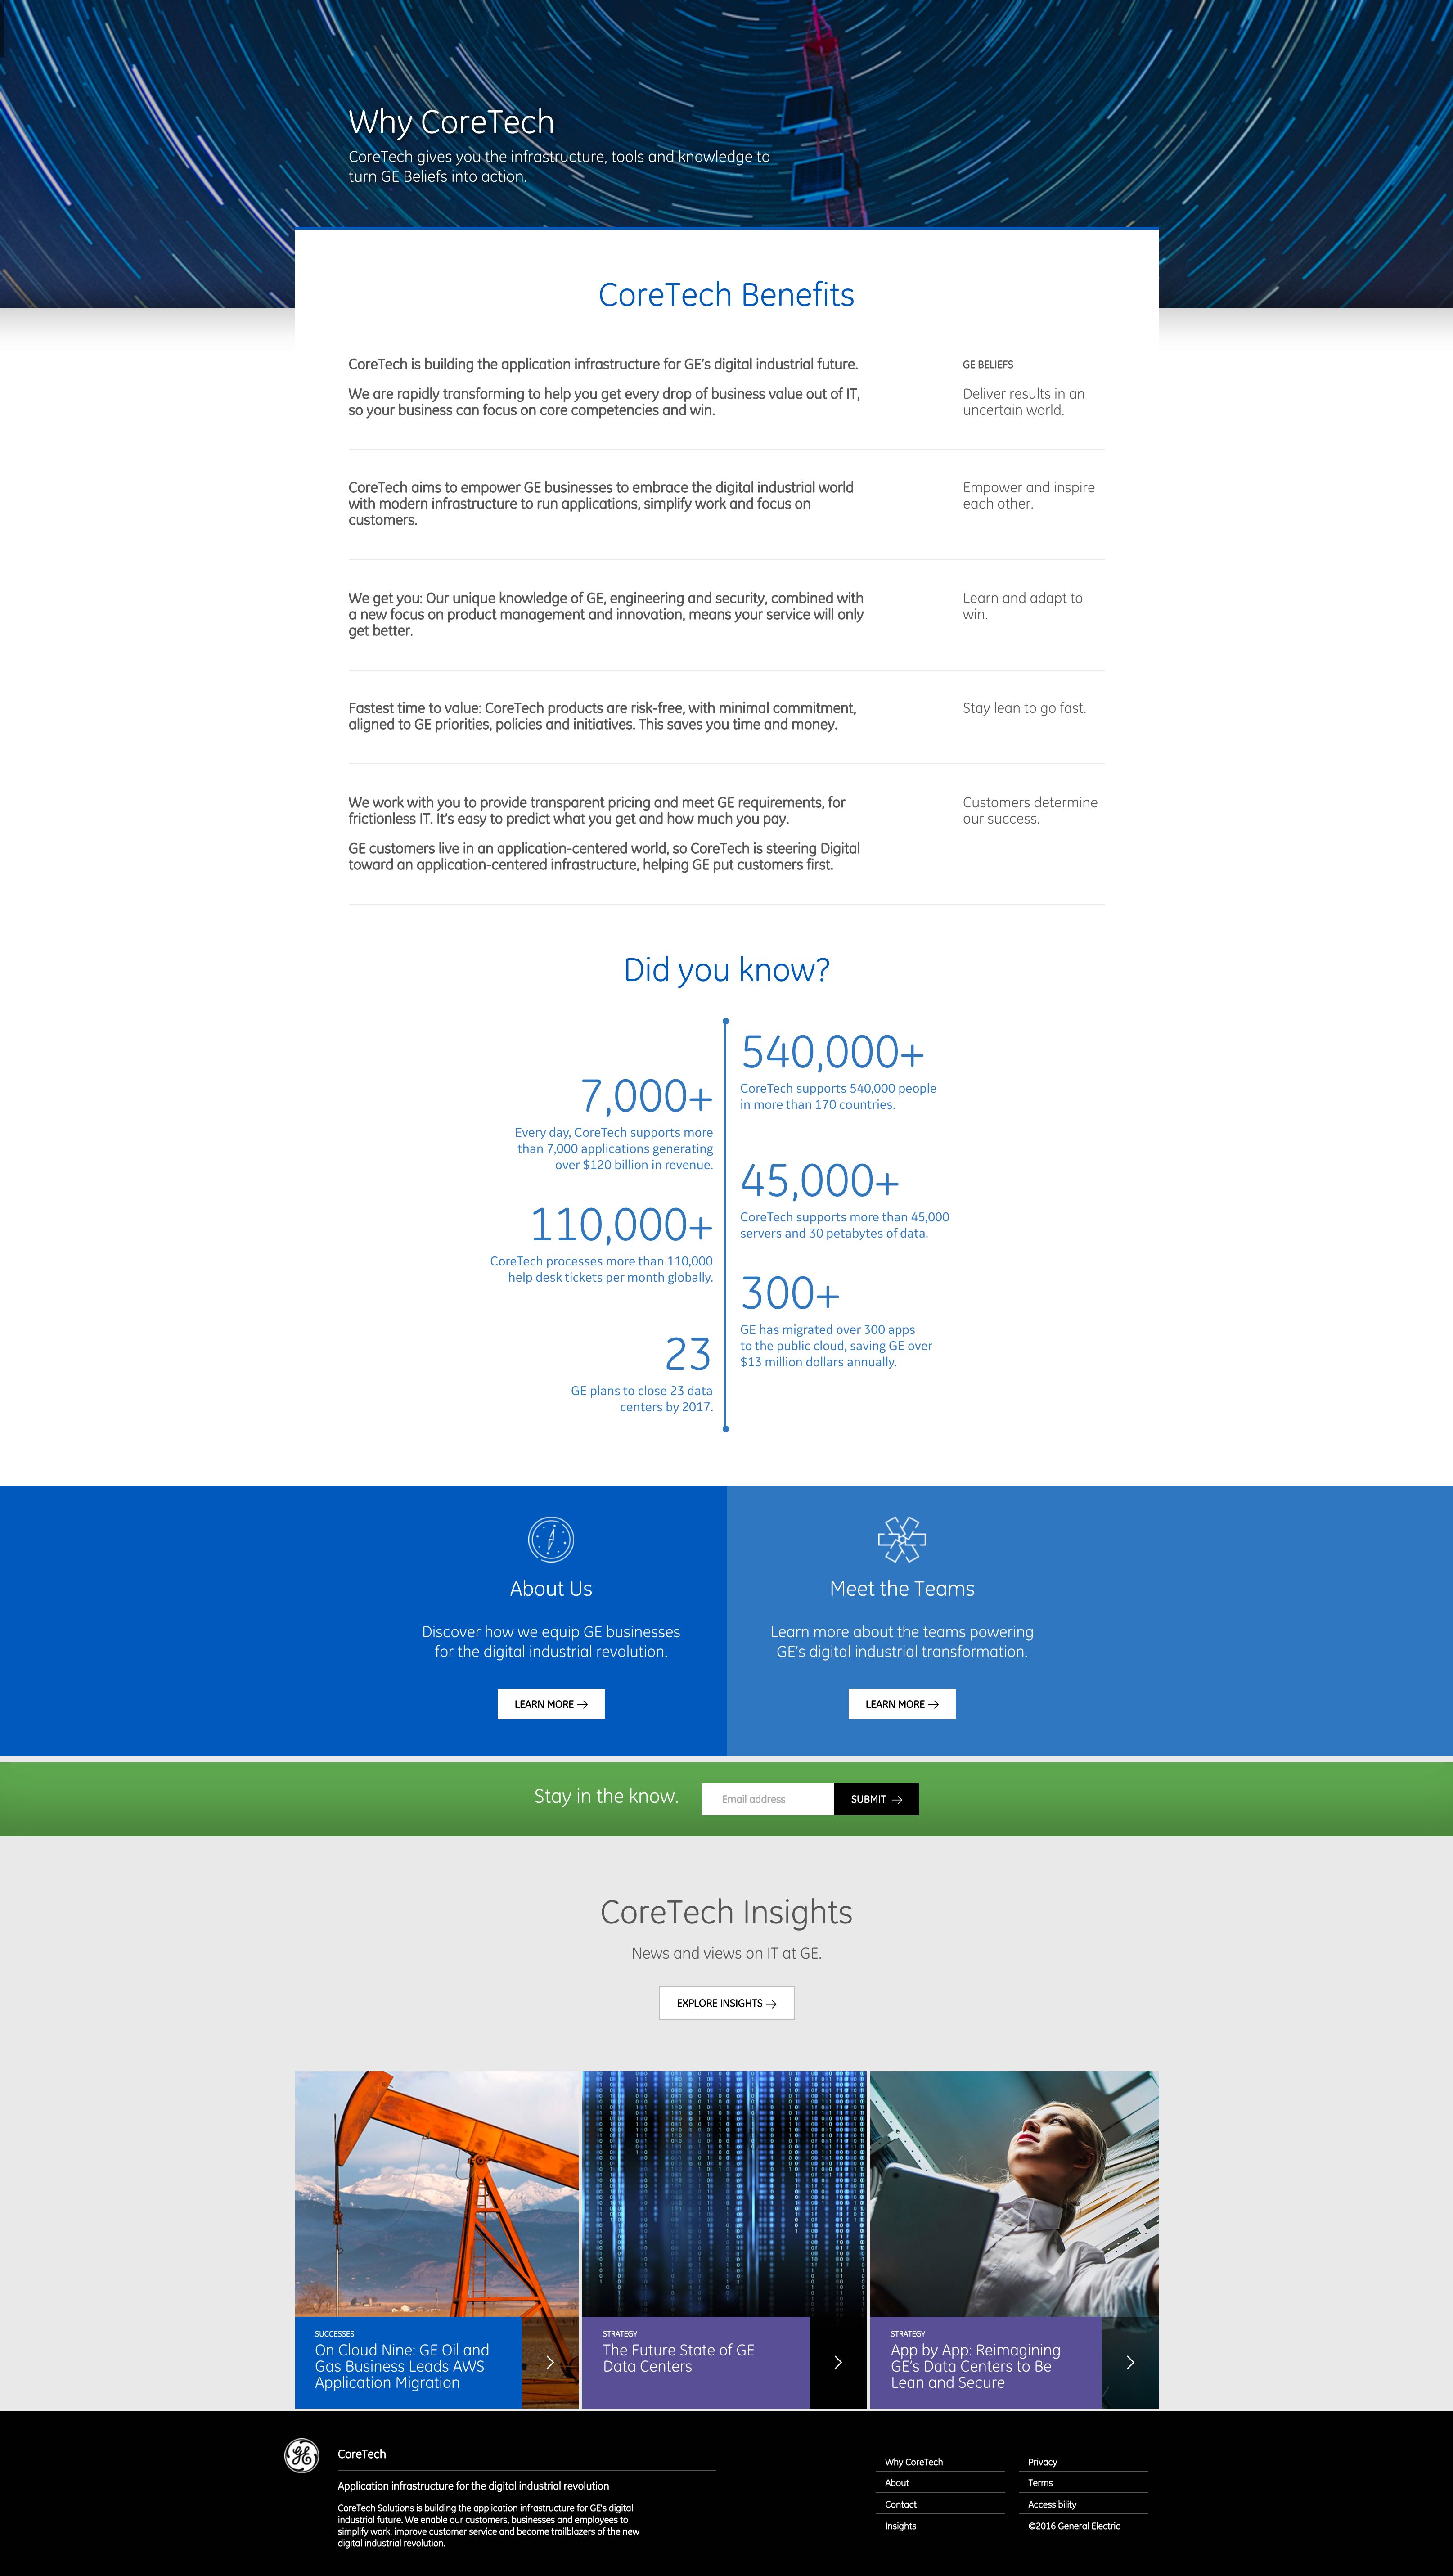 Why CoreTech
CoreTech gives you the infrastructure, tools and knowledge to
turn GE Beliefs into action.
CoreTech Benefits
CoreTech is building the application infrastructure for GE’s digital industrial future.
We are rapidly transforming to help you get every drop of business value out of IT,
so your business can focus on core competencies and win.
GE BELIEFS
Deliver results in an
uncertain world.
CoreTech aims to empower GE businesses to embrace the digital industrial world
with modern infrastructure to run applications, simplify work and focus on
customers.
Empower and inspire
each other.
We get you: Our unique knowledge of GE, engineering and security, combined with
a new focus on product management and innovation, means your service will only
get better.
Learn and adapt to
win.
Fastest time to value: CoreTech products are risk-free, with minimal commitment,
aligned to GE priorities, policies and initiatives. This saves you time and money.
Stay lean to go fast.
We work with you to provide transparent pricing and meet GE requirements, for
frictionless IT. It’s easy to predict what you get and how much you pay.
GE customers live in an application-centered world, so CoreTech is steering Digital
toward an application-centered infrastructure, helping GE put customers first.
Customers determine
our success.
Did you know?
540,000+
CoreTech supports 540,000 people
in more than 170 countries.
7,000+
Every day, CoreTech supports more
than 7,000 applications generating
over $120 billion in revenue.
45,000+
CoreTech supports more than 45,000
servers and 30 petabytes of data.
110,000+
CoreTech processes more than 110,000
help desk tickets per month globally.
300+
GE has migrated over 300 apps
to the public cloud, saving GE over
$13 million dollars annually.
23
GE plans to close 23 data
centers by 2017.
About Us
Discover how we equip GE businesses
for the digital industrial revolution.
LEARN MORE →
Meet the Teams
Learn more about the teams powering
GE’s digital industrial transformation.
LEARN MORE →
Stay in the know.
Email address
SUBMIT →
CoreTech Insights
News and views on IT at GE.
EXPLORE INSIGHTS →
SUCCESSES
On Cloud Nine: GE Oil and
Gas Business Leads AWS
Application Migration
STRATEGY
The Future State of GE
Data Centers
STRATEGY
App by App: Reimagining
GE’s Data Centers to Be
Lean and Secure
GE
CoreTech
Application infrastructure for the digital industrial revolution
CoreTech Solutions is building the application infrastructure for GE’s digital
industrial future. We enable our customers, businesses and employees to
simplify work, improve customer service and become trailblazers of the new
digital industrial revolution.
Why CoreTech
About
Contact
Insights
Privacy
Terms
Accessibility
©2016 General Electric